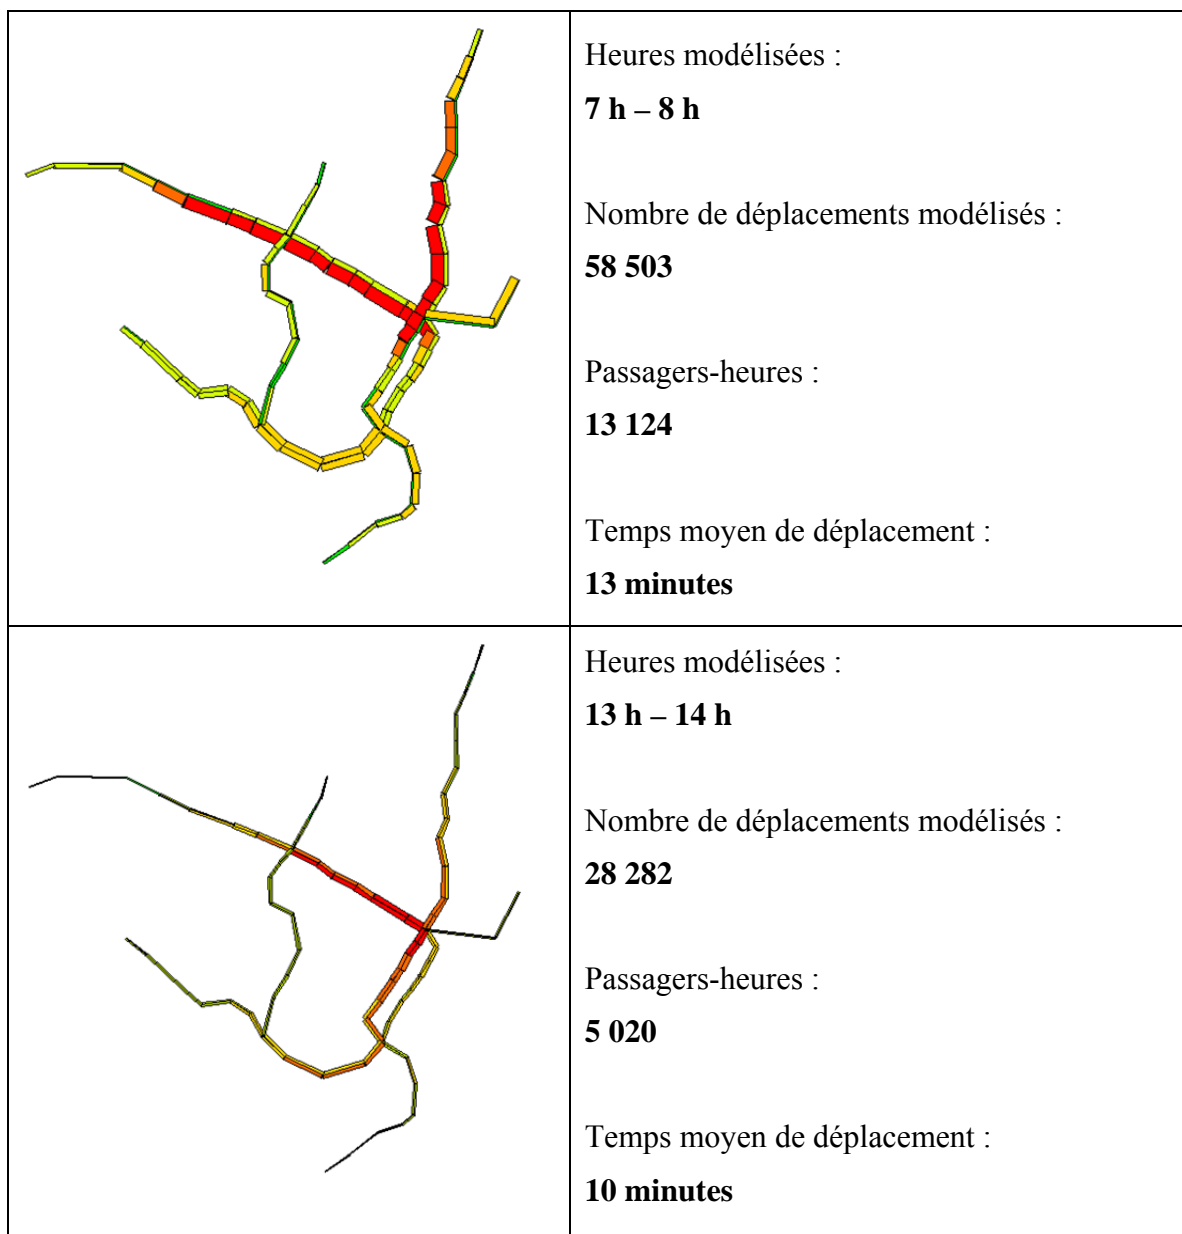 Heures modélisées :
7 h – 8 h
Nombre de déplacements modélisés :
58 503
Passagers-heures :
13 124
Temps moyen de déplacement :
13 minutes
Heures modélisées :
13 h – 14 h
Nombre de déplacements modélisés :
28 282
Passagers-heures :
5 020
Temps moyen de déplacement :
10 minutes